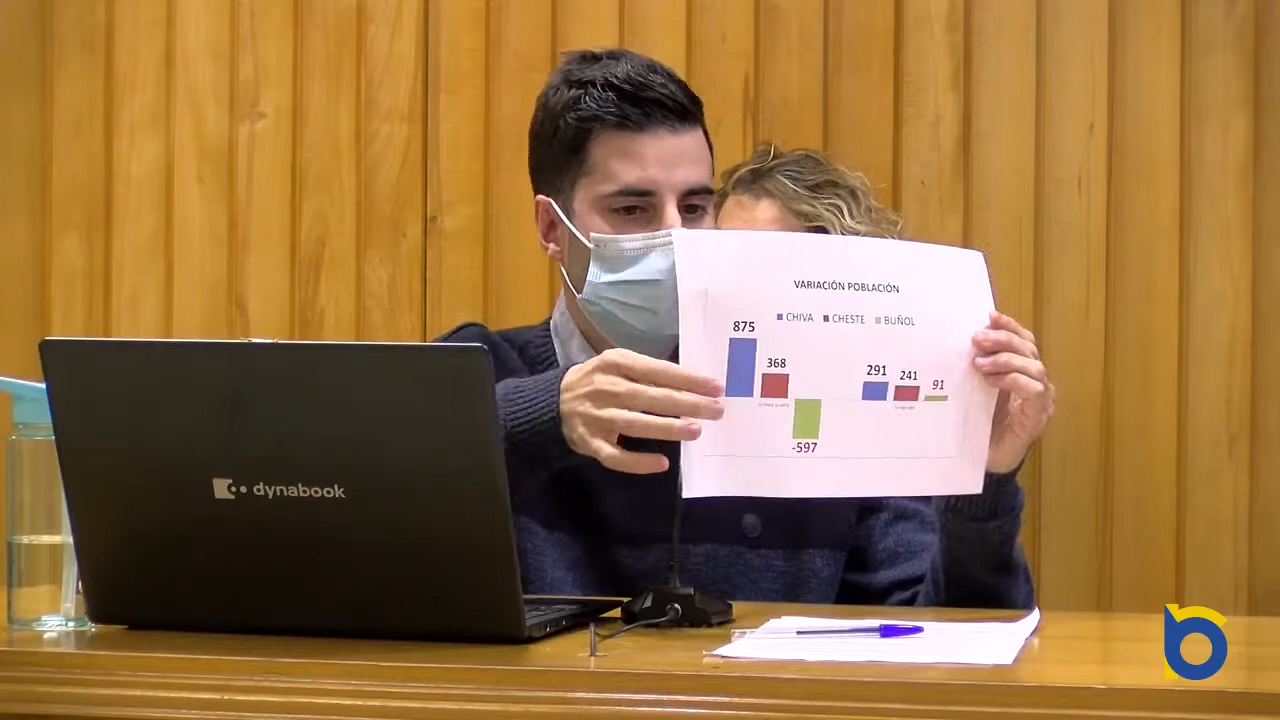 VARIACIÓN POBLACIÓN
CHIVA CHESTE BUÑOL
875
368
-597
291
241
91
dynabook
b